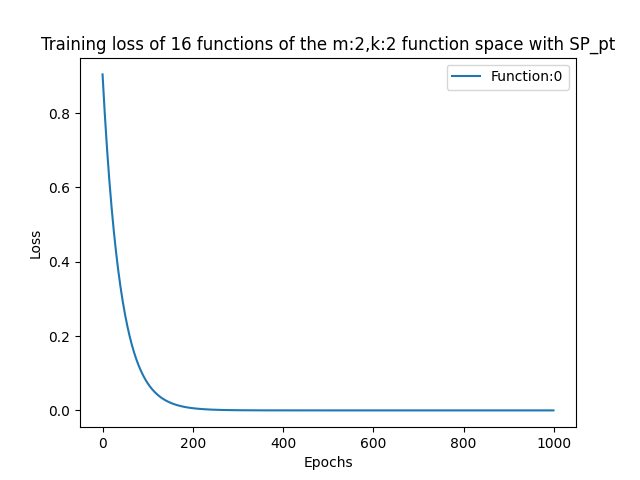 Training loss of 16 functions of the m:2,k:2 function space with SP_pt
Function:0
Loss
0.8
0.6
0.4
0.2
0.0
0 200 400 600 800 1000
Epochs